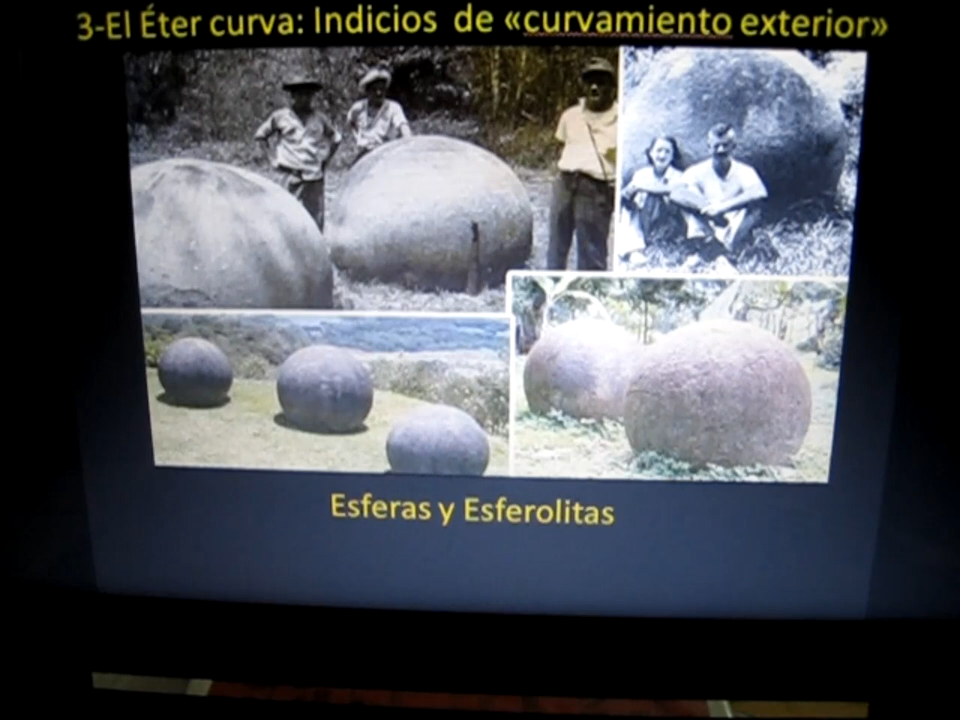 3-El Éter curva: Indicios de «curvamiento exterior»
Esferas y Esferolitas